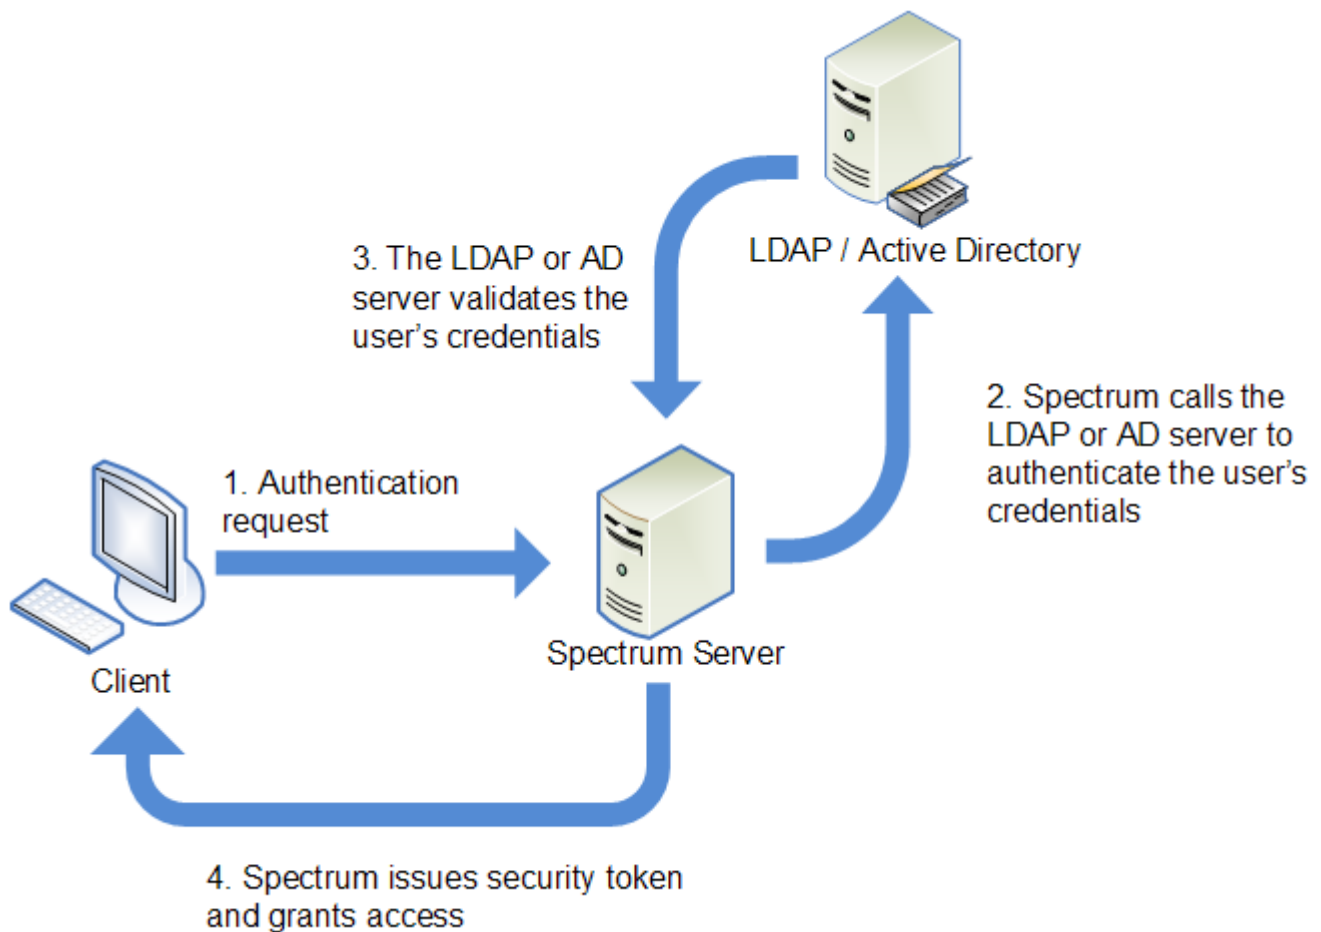 LDAP / Active Directory
3. The LDAP or AD
server validates the
user’s credentials
2. Spectrum calls the
LDAP or AD server to
authenticate the user’s
credentials
1. Authentication
request
Spectrum Server
Client
4. Spectrum issues security token
and grants access